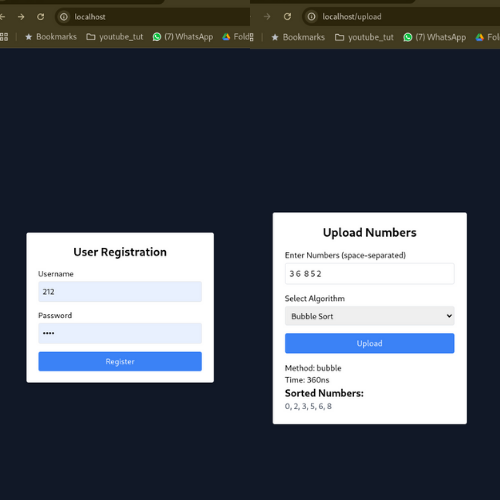 localhost
Bookmarks youtube_tut (7) WhatsApp Fold
User Registration
Username
212
Password
••••
Register
localhost/upload
Bookmarks youtube_tut (7) WhatsApp Fol
Upload Numbers
Enter Numbers (space-separated)
3 6  8 5 2
Select Algorithm
Bubble Sort
Upload
Method: bubble
Time: 360ns
Sorted Numbers:
0, 2, 3, 5, 6, 8